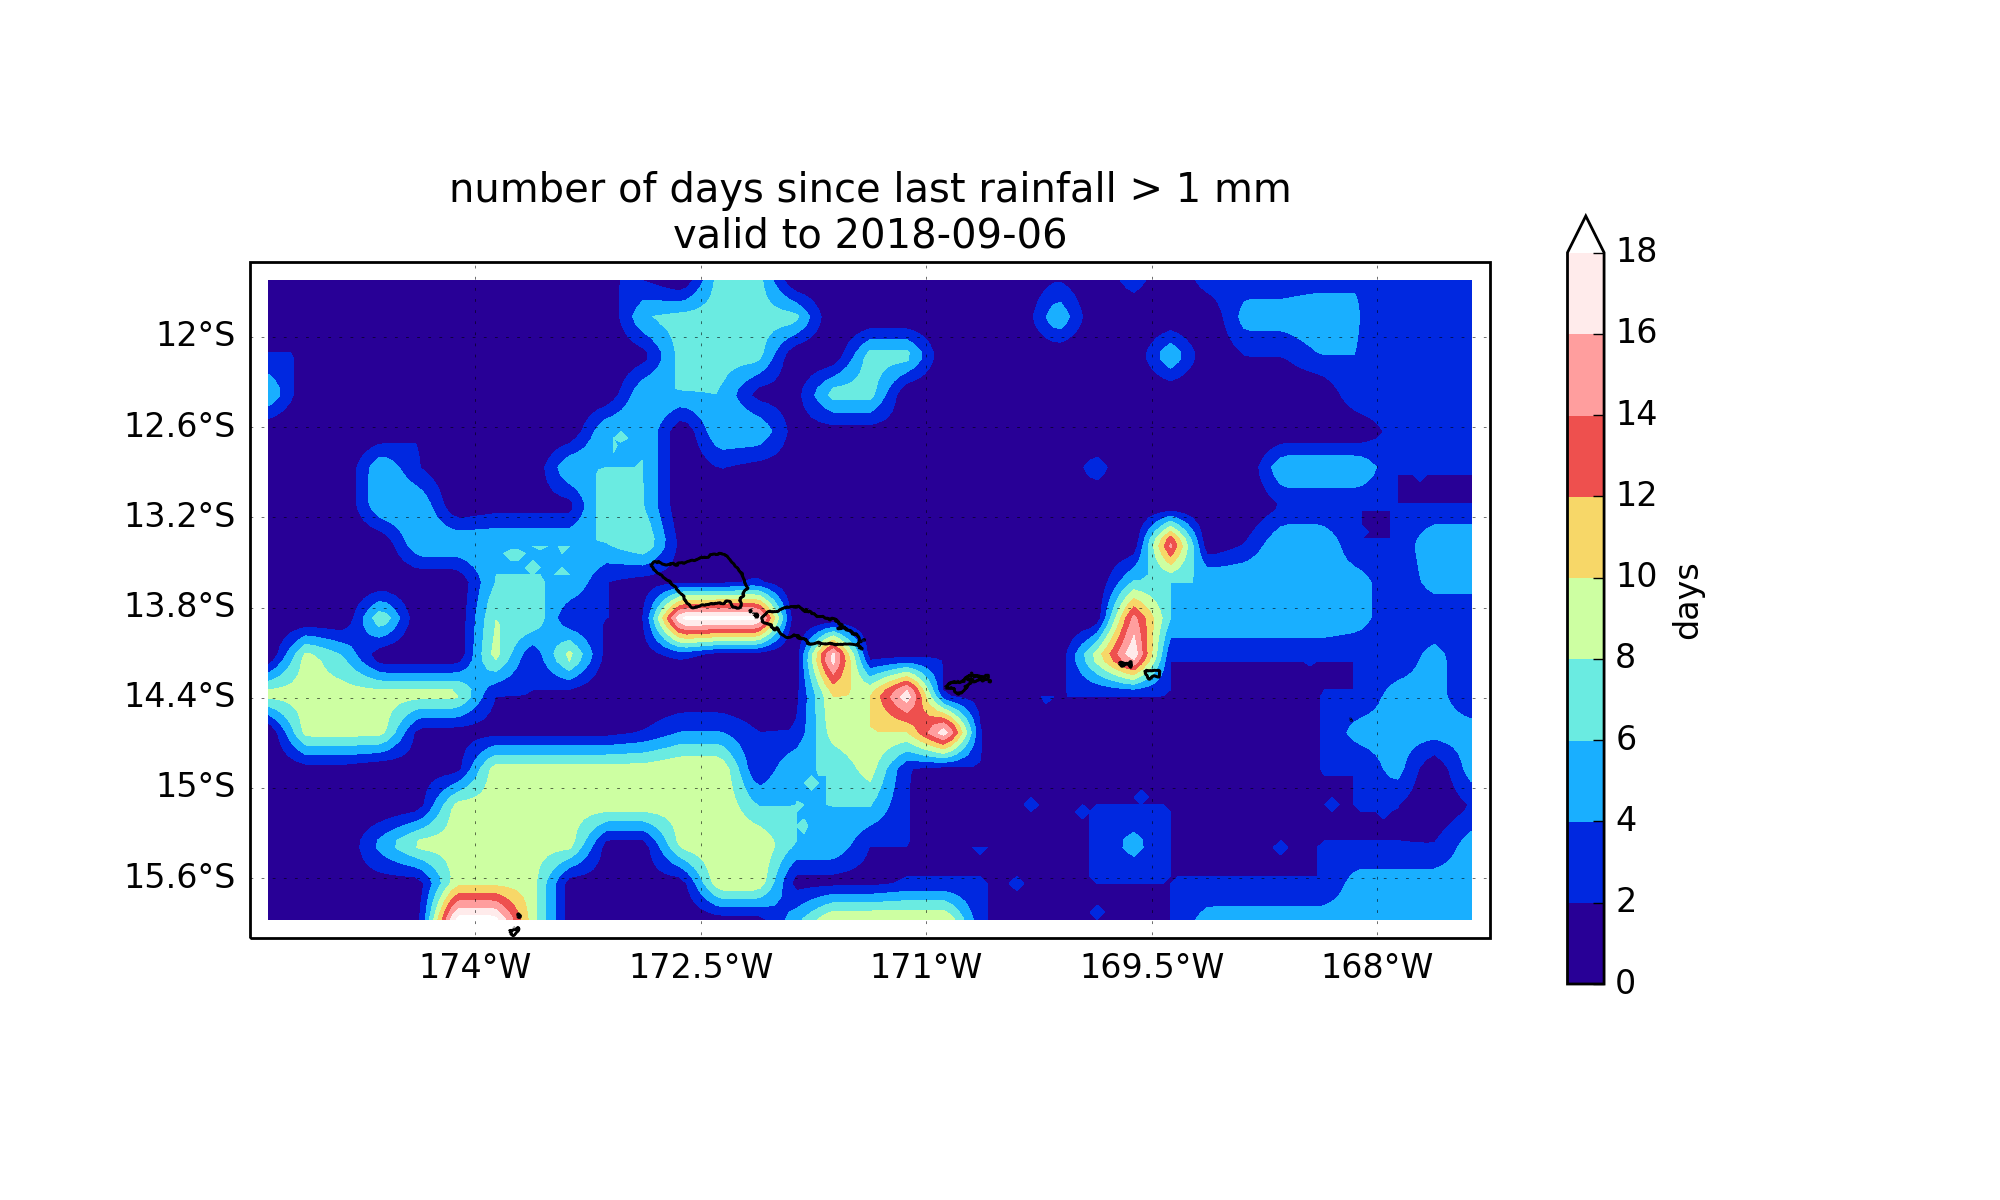 number of days since last rainfall > 1 mm
valid to 2018-09-06
12°S
12.6°S
13.2°S
13.8°S
14.4°S
15°S
15.6°S
174°W
172.5°W
171°W
169.5°W
168°W
18
16
14
12
10
8
6
4
2
0
days